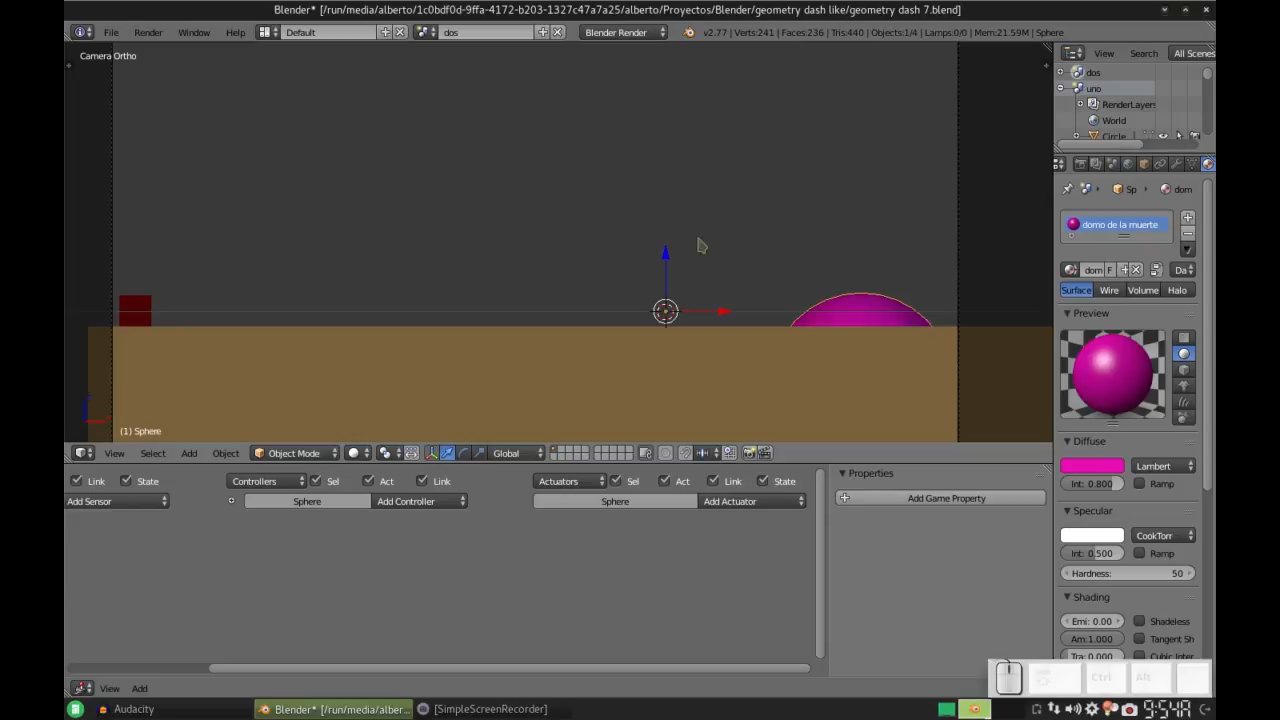 Blender* [/run/media/alberto/1c0bdf0d-9ffa-4172-b203-1327c47a7a25/alberto/Proyectos/Blender/geometry dash like/geometry dash 7.blend]
File Render Window Help Default dos Blender Render v2.77 | Verts:241 | Faces:236 | Tris:440 | Objects:1/4 | Lamps:0/0 | Mem:21.59M | Sphere
Camera Ortho
View Search All Scenes
dos
uno
RenderLayers
World
Circle
Sp dom
domo de la muerte
dom F Da
Surface Wire Volume Halo
Preview
(1) Sphere
Diffuse
View Select Add Object Object Mode Global
Lambert
Link State Controllers Sel Act Link Actuators Sel Act Link State Properties
Int: 0.800 Ramp
Add Sensor Sphere Add Controller Sphere Add Actuator Add Game Property
Specular
CookTorr
Int: 0.500 Ramp
Hardness: 50
Shading
Emi: 0.00 Shadeless
Am:1.000 Tangent Sh
Tra: 0.000 Cubic Inter
Ctrl Alt
View Add
Audacity Blender* [/run/media/alber... [SimpleScreenRecorder] 9:54